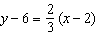 y − 6 = 2/3 (x − 2)